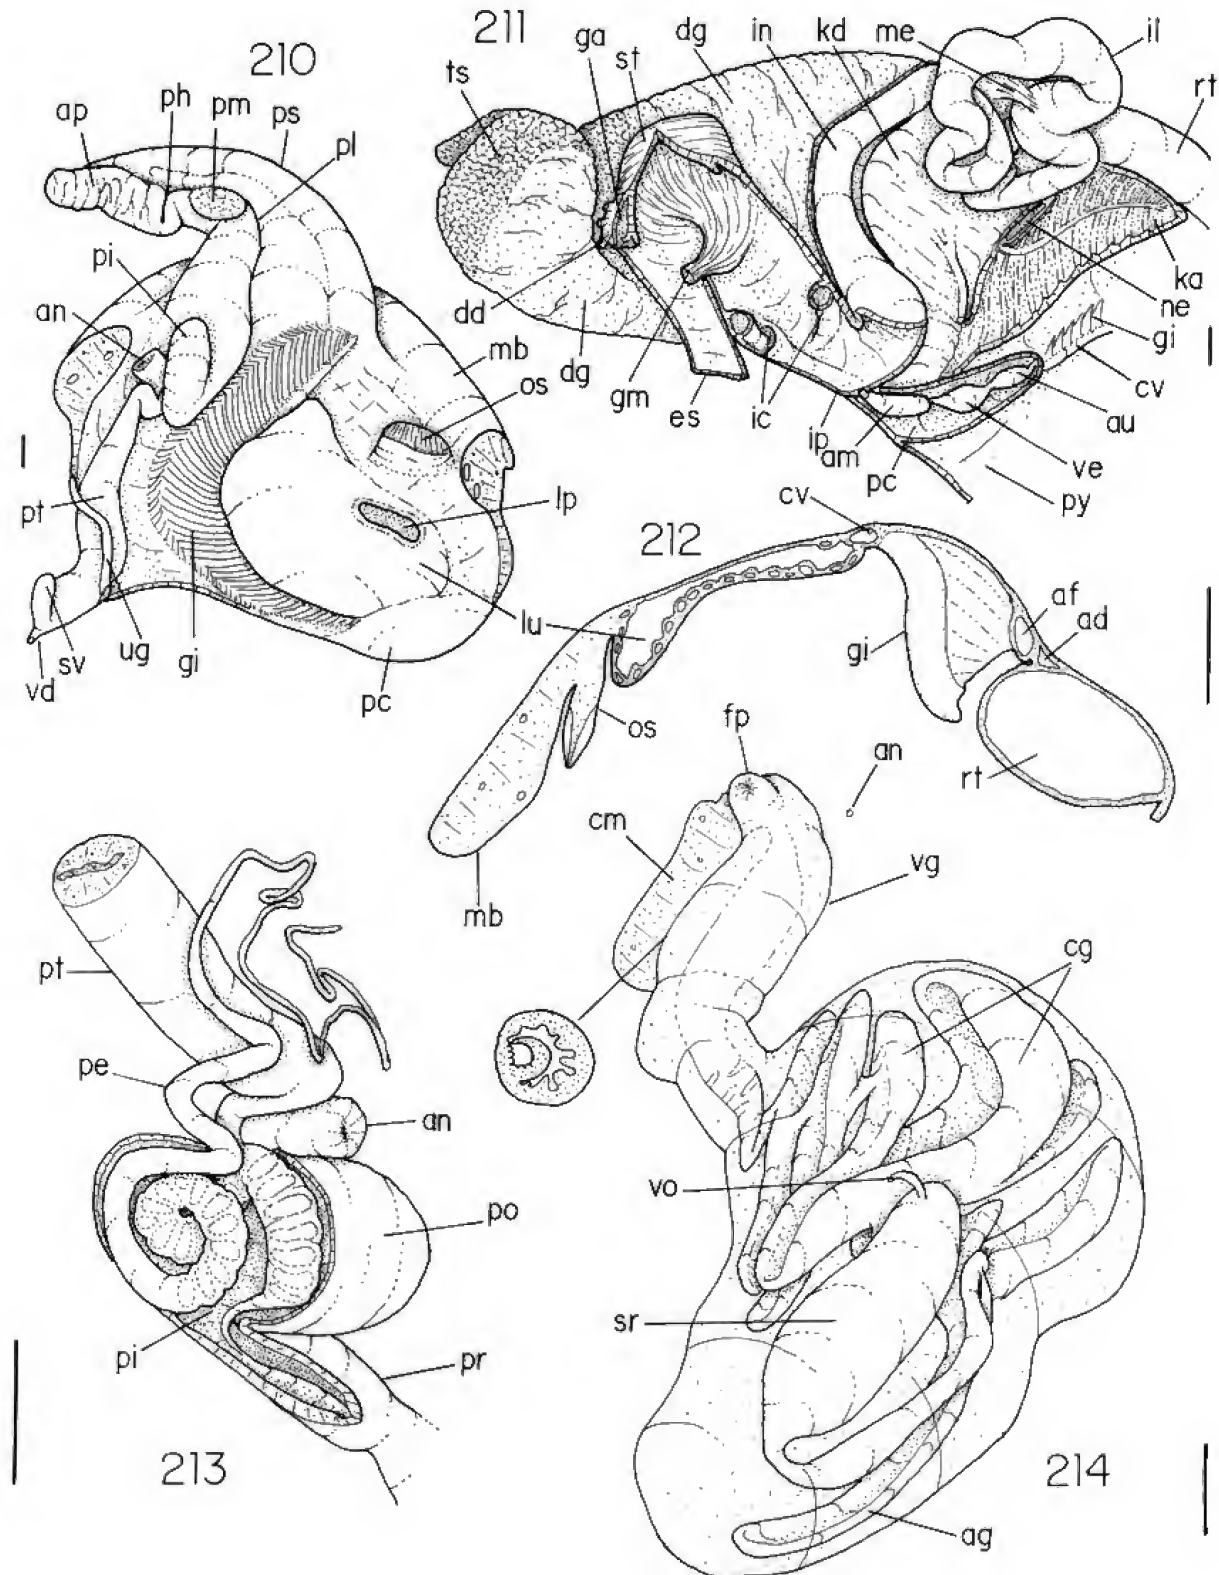 210
ap
ph
pm
ps
pl
pi
an
mb
os
lp
pt
lu
ug
gi
sv
vd
pc
211
ts
ga
st
dg
in
kd
me
il
rt
ka
ne
gi
cv
au
ve
py
pc
am
ip
ic
es
gm
dg
dd
212
cv
af
ad
gi
os
rt
mb
213
pt
pe
an
po
pi
pr
214
fp
an
cm
vg
cg
vo
sr
ag